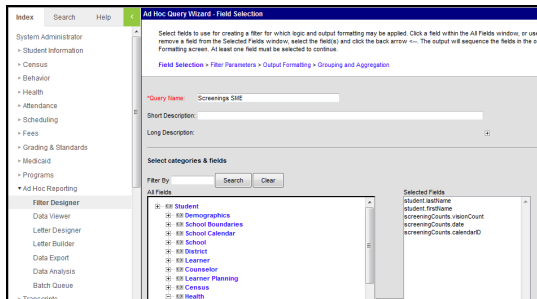 Index Search Help
System Administrator
Student Information
Census
Behavior
Health
Attendance
Scheduling
Fees
Grading & Standards
Medicaid
Programs
Ad Hoc Reporting
Filter Designer
Data Viewer
Letter Designer
Letter Builder
Data Export
Data Analysis
Batch Queue
Transcripts
Ad Hoc Query Wizard - Field Selection
Select fields to use for creating a filter for which logic and output formatting may be applied. Click a field within the All Fields window, or use
remove a field from the Selected Fields window, select the field(s) and click the back arrow <--. The output will sequence the fields in the o
Formatting screen. At least one field must be selected to continue.
Field Selection > Filter Parameters > Output Formatting > Grouping and Aggregation
*Query Name: Screenings SME
Short Description:
Long Description:
Select categories & fields
Filter By Search Clear
All Fields
Student
Demographics
School Boundaries
School Calendar
School
District
Learner
Counselor
Learner Planning
Census
Health
Selected Fields
student.lastName
student.firstName
screeningCounts.visionCount
screeningCounts.date
screeningCounts.calendarID